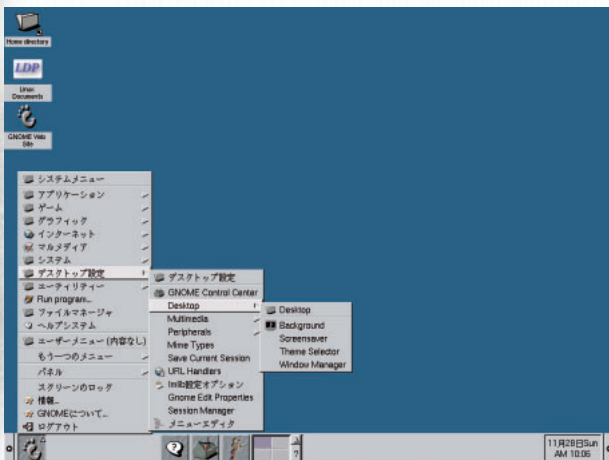 Home directory
LDP
Linux
Documents
GNOME Web
Site
システムメニュー
アプリケーション
ゲーム
グラフィック
インターネット
マルメディア
システム
デスクトップ設定
ユーティリティー
Run program...
ファイルマネージャ
ヘルプシステム
ユーザーメニュー (内容なし)
もう一つのメニュー
パネル
スクリーンのロック
情報...
GNOMEについて...
ログアウト
デスクトップ設定
GNOME Control Center
Desktop
Multimedia
Peripherals
Mime Types
Save Current Session
URL Handlers
Imlib設定オプション
Gnome Edit Properties
Session Manager
メニューエディタ
Desktop
Background
Screensaver
Theme Selector
Window Manager
?
?
11月28日Sun
AM 10:06